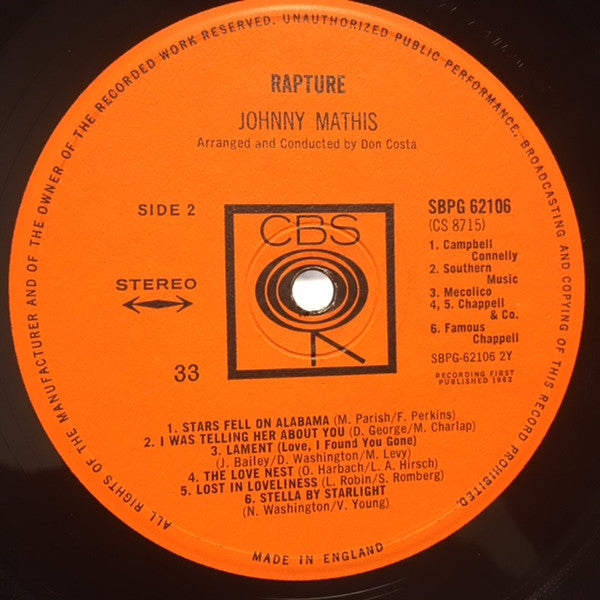 ALL RIGHTS OF THE MANUFACTURER AND OF THE OWNER OF THE RECORDED WORK RESERVED. UNAUTHORIZED PUBLIC PERFORMANCE, BROADCASTING AND COPYING OF THIS RECORD PROHIBITED.
RAPTURE
JOHNNY MATHIS
Arranged and Conducted by Don Costa
SIDE 2
CBS
SBPG 62106
(CS 8715)
1. Campbell
Connelly
2. Southern
Music
3. Mecolico
4, 5. Chappell
& Co.
6. Famous
Chappell
STEREO
33
SBPG-62106 2Y
RECORDING FIRST
PUBLISHED 1962
1. STARS FELL ON ALABAMA (M. Parish/F. Perkins)
2. I WAS TELLING HER ABOUT YOU (D. George/M. Charlap)
3. LAMENT (Love, I Found You Gone)
(J. Bailey/D. Washington/M. Levy)
4. THE LOVE NEST (O. Harbach/L. A. Hirsch)
5. LOST IN LOVELINESS (L. Robin/S. Romberg)
6. STELLA BY STARLIGHT
(N. Washington/V. Young)
MADE IN ENGLAND